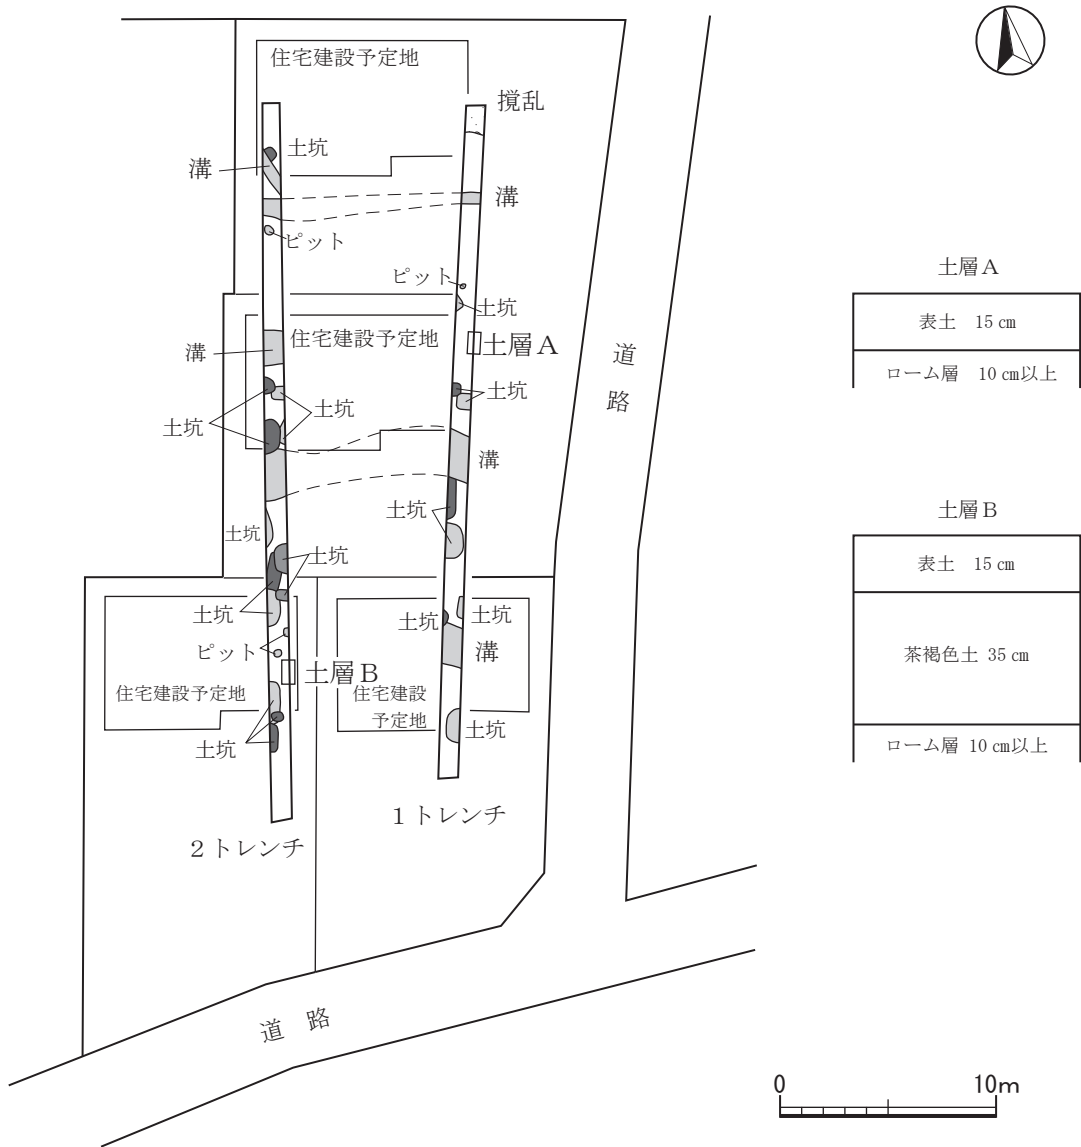 住宅建設予定地
撹乱
土坑
溝
溝
ピット
ピット
土坑
住宅建設予定地
土層Ａ
溝
道
路
土坑
土坑
土坑
溝
土坑
土坑
土坑
土坑
土坑
土坑
ピット
溝
土層Ｂ
住宅建設予定地
住宅建設
予定地
土坑
土坑
１トレンチ
２トレンチ
道　路
土層Ａ
表土　15 ㎝
ローム層　10 ㎝以上
土層Ｂ
表土　15 ㎝
茶褐色土 35 ㎝
ローム層 10 ㎝以上
0 10m